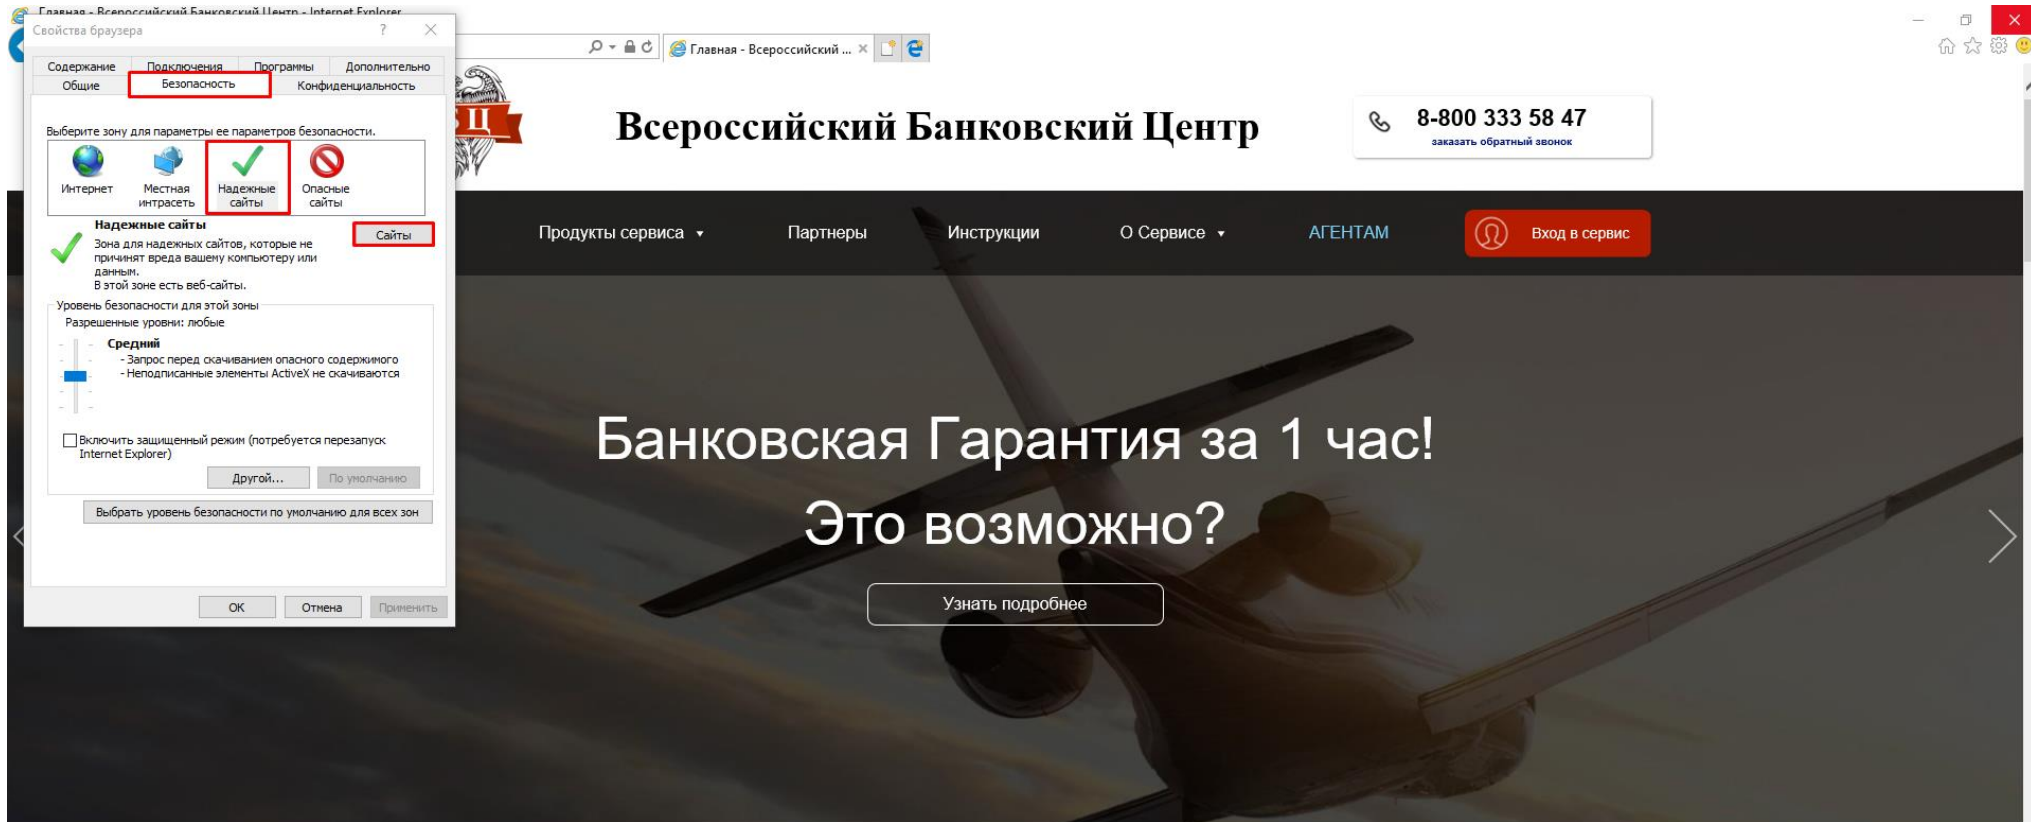 Главная - Всероссийский Банковский Центр - Internet Explorer
Свойства браузера
?
Содержание Подключения Программы Дополнительно
Общие Безопасность Конфиденциальность
Выберите зону для параметры ее параметров безопасности.
Интернет
Местная интрасеть
Надежные сайты
Опасные сайты
Надежные сайты
Сайты
Зона для надежных сайтов, которые не
причинят вреда вашему компьютеру или
данным.
В этой зоне есть веб-сайты.
Уровень безопасности для этой зоны
Разрешенные уровни: любые
Средний
- Запрос перед скачиванием опасного содержимого
- Неподписанные элементы ActiveX не скачиваются
Включить защищенный режим (потребуется перезапуск
Internet Explorer)
Другой... По умолчанию
Выбрать уровень безопасности по умолчанию для всех зон
ОК Отмена Применить
Главная - Всероссийский ...
Ц
Всероссийский Банковский Центр
8-800 333 58 47
заказать обратный звонок
Продукты сервиса Партнеры Инструкции О Сервисе АГЕНТАМ Вход в сервис
Банковская Гарантия за 1 час!
Это возможно?
Узнать подробнее